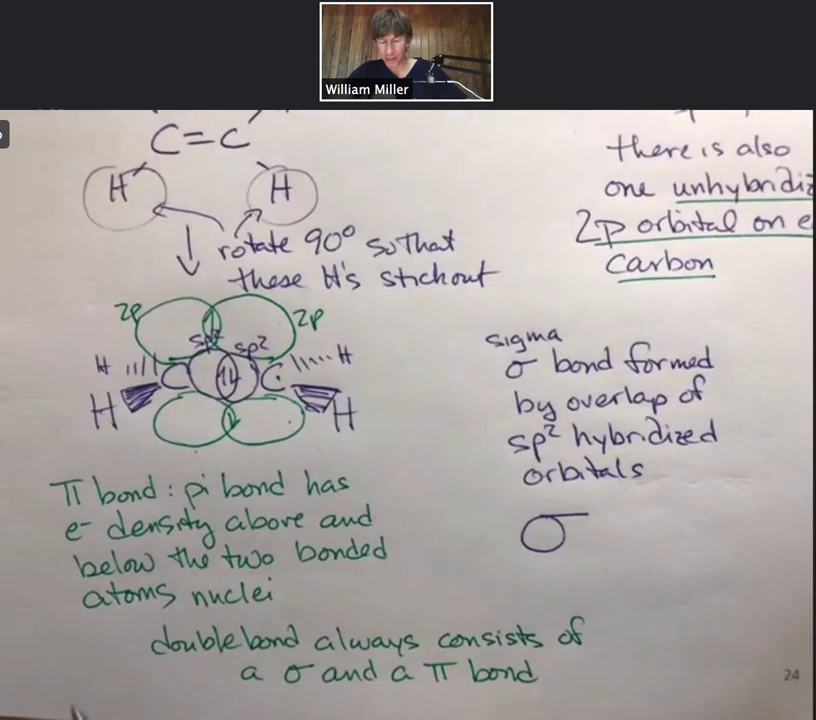 William Miller
C=C
H
H
rotate 90° so that
these H's stick out
there is also
one unhybridiz
2p orbital on e
carbon
2p
2p
sp²
sp²
H
H
C
1L
C
H
H
sigma
σ bond formed
by overlap of
sp² hybridized
orbitals
σ
π bond: pi bond has
e- density above and
below the two bonded
atoms nuclei
double bond always consists of
a σ and a π bond
24